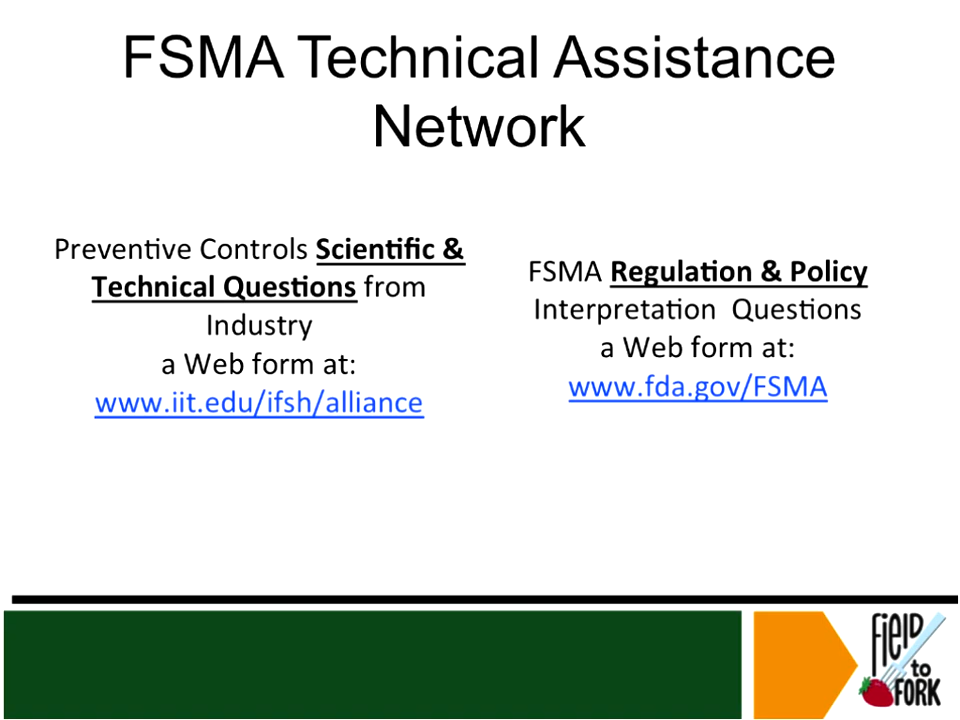 FSMA Technical Assistance
Network
Preventive Controls Scientific &
Technical Questions from
Industry
a Web form at:
www.iit.edu/ifsh/alliance
FSMA Regulation & Policy
Interpretation  Questions
a Web form at:
www.fda.gov/FSMA
FielD
to
FORK